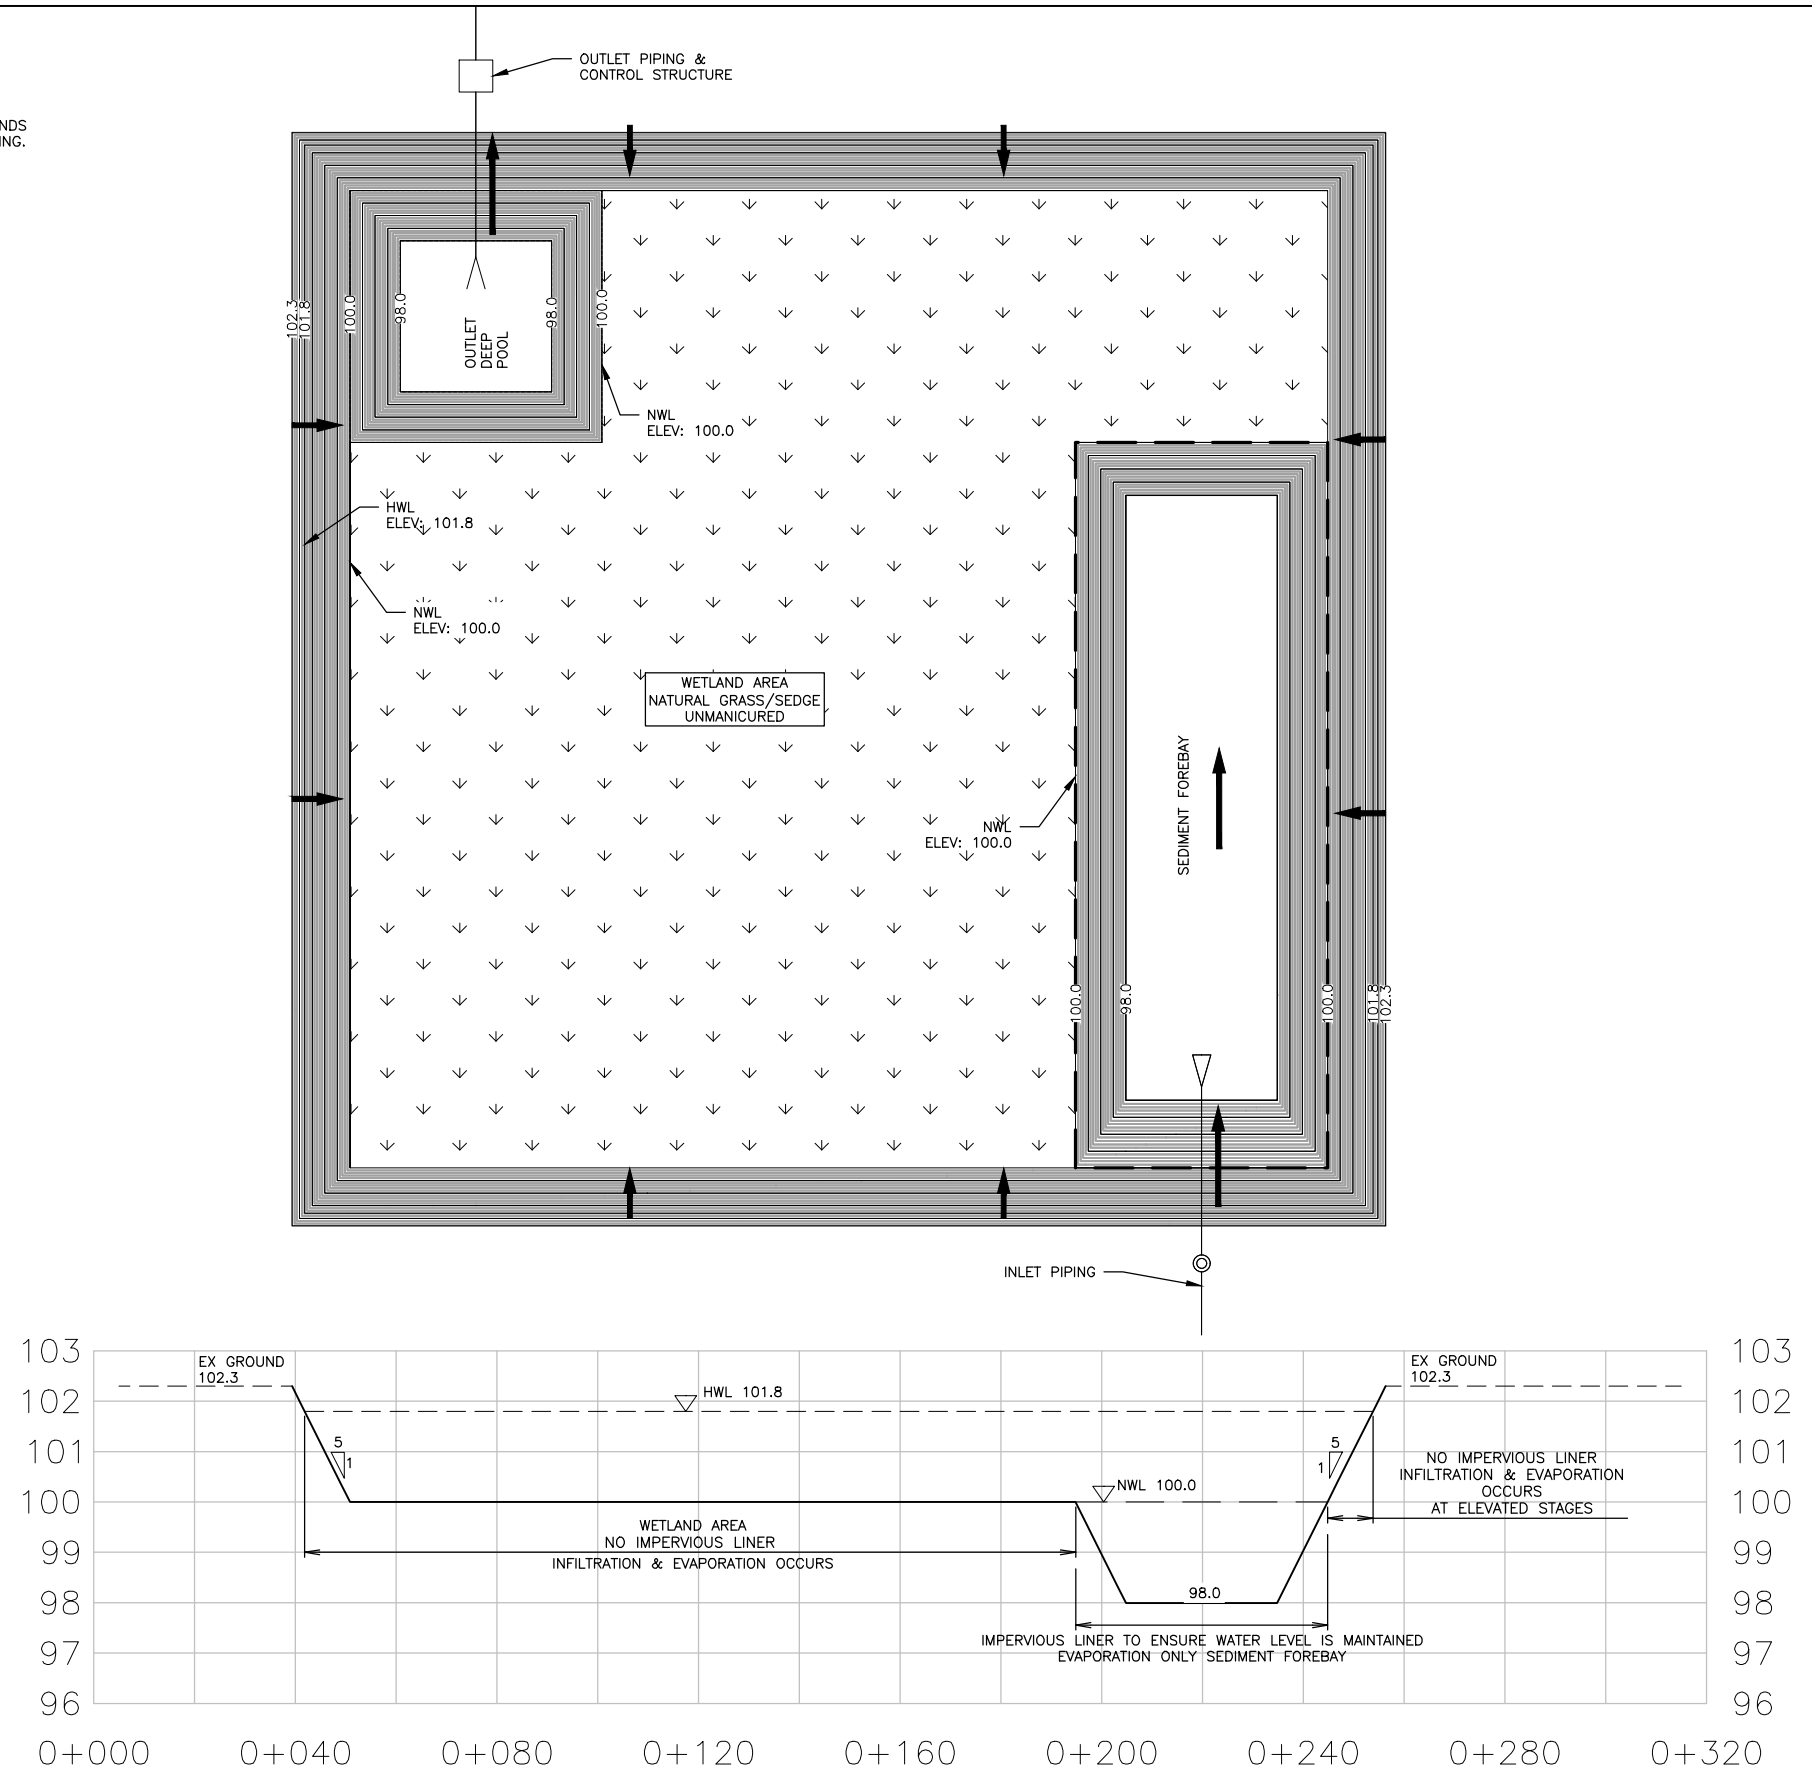 OUTLET PIPING &
CONTROL STRUCTURE
NDS
ING.
102.3
101.8
100.0
98.0
98.0
100.0
OUTLET
DEEP
POOL
NWL
ELEV: 100.0
HWL
ELEV: 101.8
NWL
ELEV: 100.0
WETLAND AREA
NATURAL GRASS/SEDGE
UNMANICURED
SEDIMENT FOREBAY
NWL
ELEV: 100.0
100.0
98.0
100.0
101.8
102.3
INLET PIPING
103
EX GROUND
102.3
EX GROUND
102.3
103
102
HWL 101.8
102
101
5
1
5
1
NO IMPERVIOUS LINER
INFILTRATION & EVAPORATION
OCCURS
AT ELEVATED STAGES
101
100
NWL 100.0
100
WETLAND AREA
NO IMPERVIOUS LINER
INFILTRATION & EVAPORATION OCCURS
99
99
98
98.0
98
IMPERVIOUS LINER TO ENSURE WATER LEVEL IS MAINTAINED
EVAPORATION ONLY SEDIMENT FOREBAY
97
97
96
96
0+000 0+040 0+080 0+120 0+160 0+200 0+240 0+280 0+320